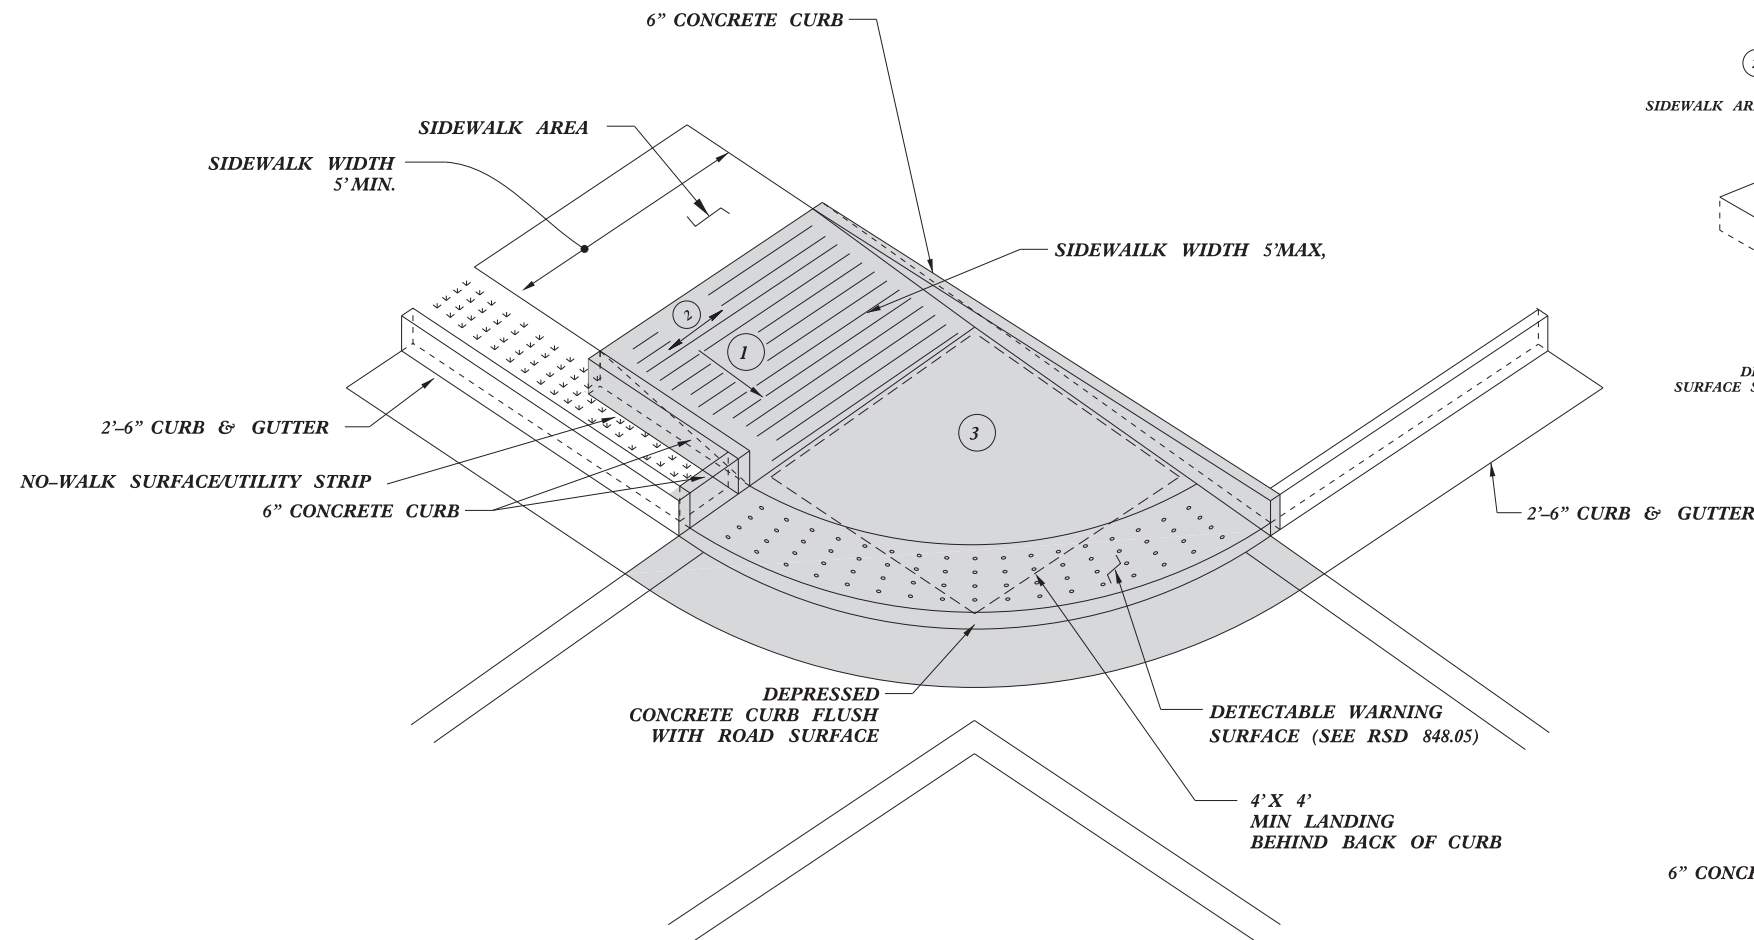 6” CONCRETE CURB
SIDEWALK AREA
SIDEWALK WIDTH
5’ MIN.
SIDEWALK AR
SIDEWAILK WIDTH 5’MAX,
2
1
3
2’–6” CURB & GUTTER
NO–WALK SURFACE/UTILITY STRIP
6” CONCRETE CURB
2’–6” CURB & GUTTER
SURFACE S
DEPRESSED
CONCRETE CURB FLUSH
WITH ROAD SURFACE
DETECTABLE WARNING
SURFACE (SEE RSD 848.05)
4’ X 4’
MIN LANDING
BEHIND BACK OF CURB
6” CONC